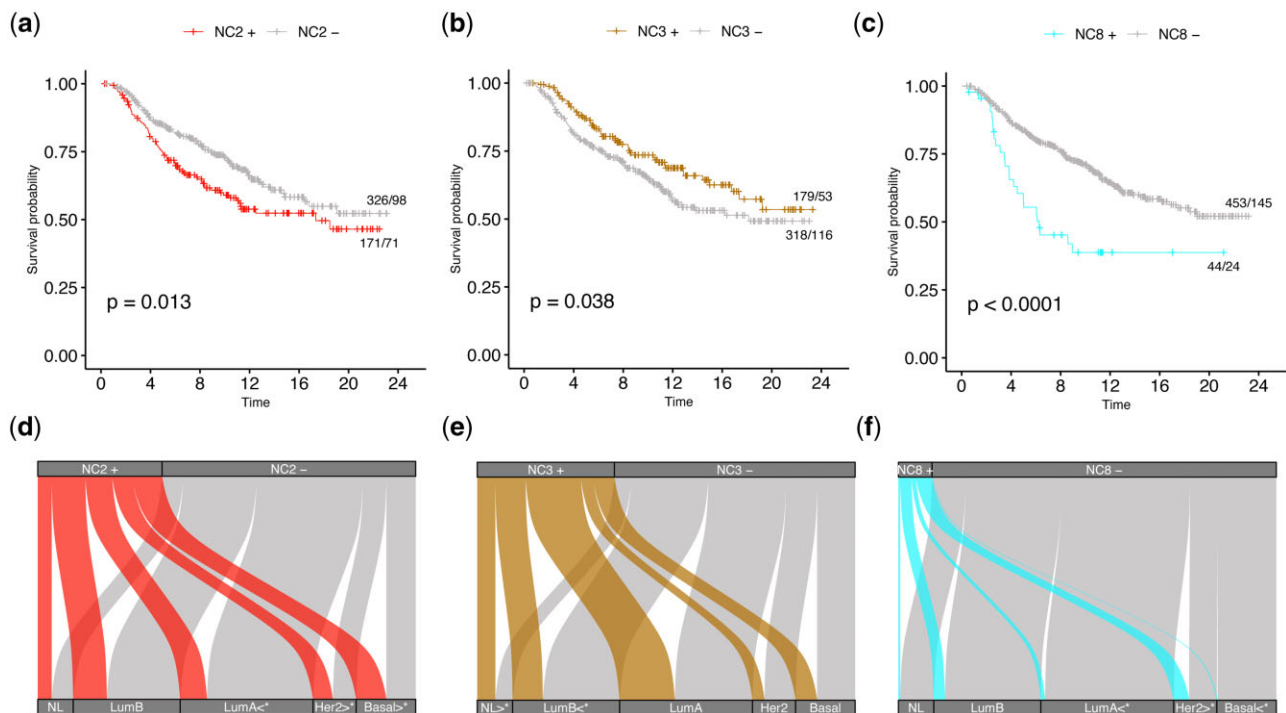 (a)
NC2 + NC2 −
Survival probability
1.00
0.75
0.50
0.25
0.00
326/98
171/71
p = 0.013
0 4 8 12 16 20 24
Time
(b)
NC3 + NC3 −
Survival probability
1.00
0.75
0.50
0.25
0.00
179/53
318/116
p = 0.038
0 4 8 12 16 20 24
Time
(c)
NC8 + NC8 −
Survival probability
1.00
0.75
0.50
0.25
0.00
453/145
44/24
p < 0.0001
0 4 8 12 16 20 24
Time
(d)
NC2 + NC2 −
NL LumB LumA<* Her2>* Basal>*
(e)
NC3 + NC3 −
NL>* LumB<* LumA Her2 Basal
(f)
NC8 + NC8 −
NL LumB LumA<* Her2>* Basal<*